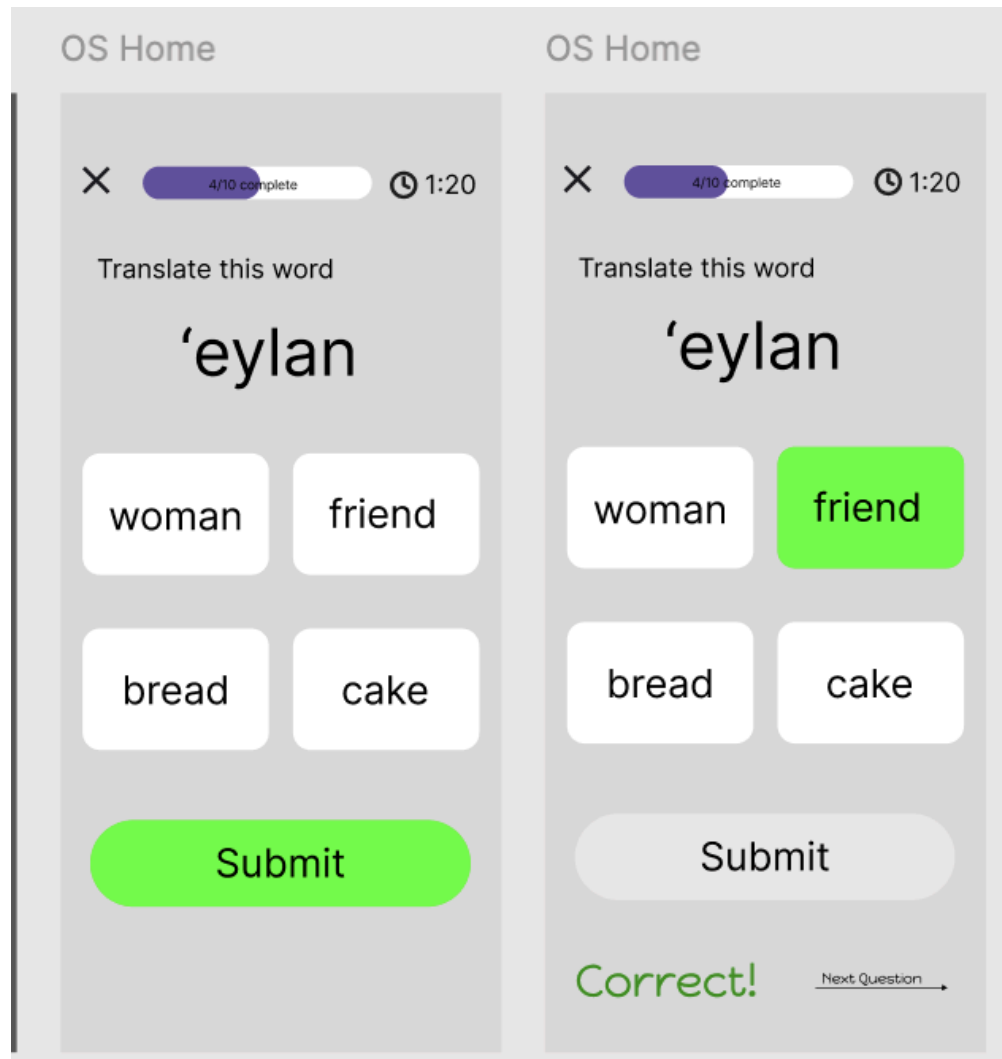 OS Home
4/10 complete
1:20
Translate this word
‘eylan
woman
friend
bread
cake
Submit
OS Home
4/10 complete
1:20
Translate this word
‘eylan
woman
friend
bread
cake
Submit
Correct!
Next Question